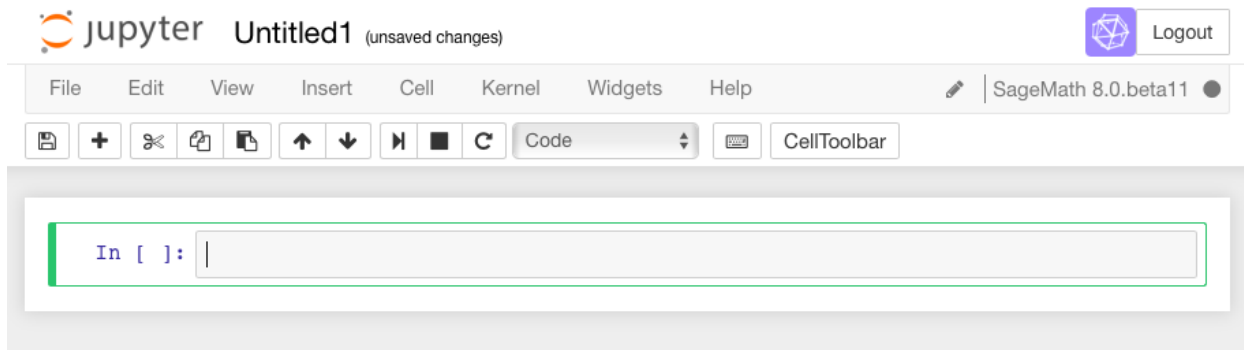 jupyter Untitled1 (unsaved changes) Logout
File Edit View Insert Cell Kernel Widgets Help SageMath 8.0.beta11
Code CellToolbar
In [ ]: